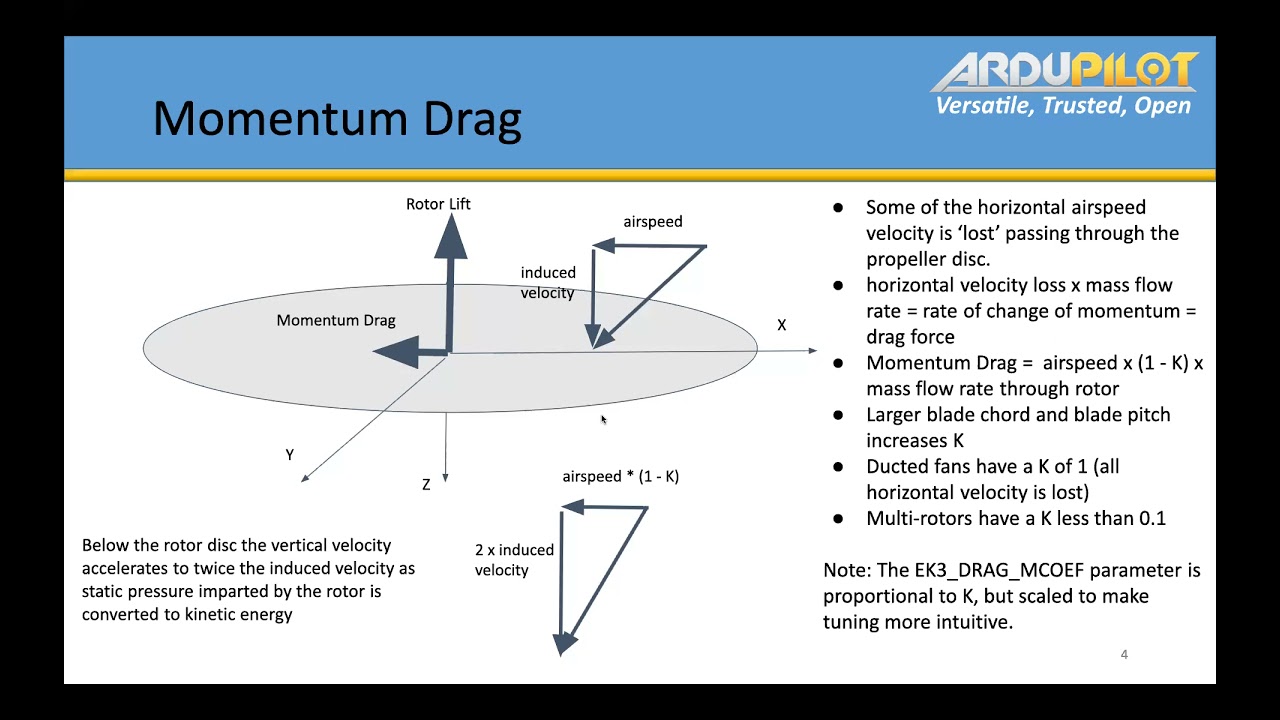 ARDUPILOT
Versatile, Trusted, Open
Momentum Drag
Rotor Lift
airspeed
induced
velocity
Momentum Drag
X
Y
Z
airspeed * (1 - K)
2 x induced
velocity
Below the rotor disc the vertical velocity
accelerates to twice the induced velocity as
static pressure imparted by the rotor is
converted to kinetic energy
● Some of the horizontal airspeed
velocity is ‘lost’ passing through the
propeller disc.
● horizontal velocity loss x mass flow
rate = rate of change of momentum =
drag force
● Momentum Drag = airspeed x (1 - K) x
mass flow rate through rotor
● Larger blade chord and blade pitch
increases K
● Ducted fans have a K of 1 (all
horizontal velocity is lost)
● Multi-rotors have a K less than 0.1
Note: The EK3_DRAG_MCOEF parameter is
proportional to K, but scaled to make
tuning more intuitive.
4